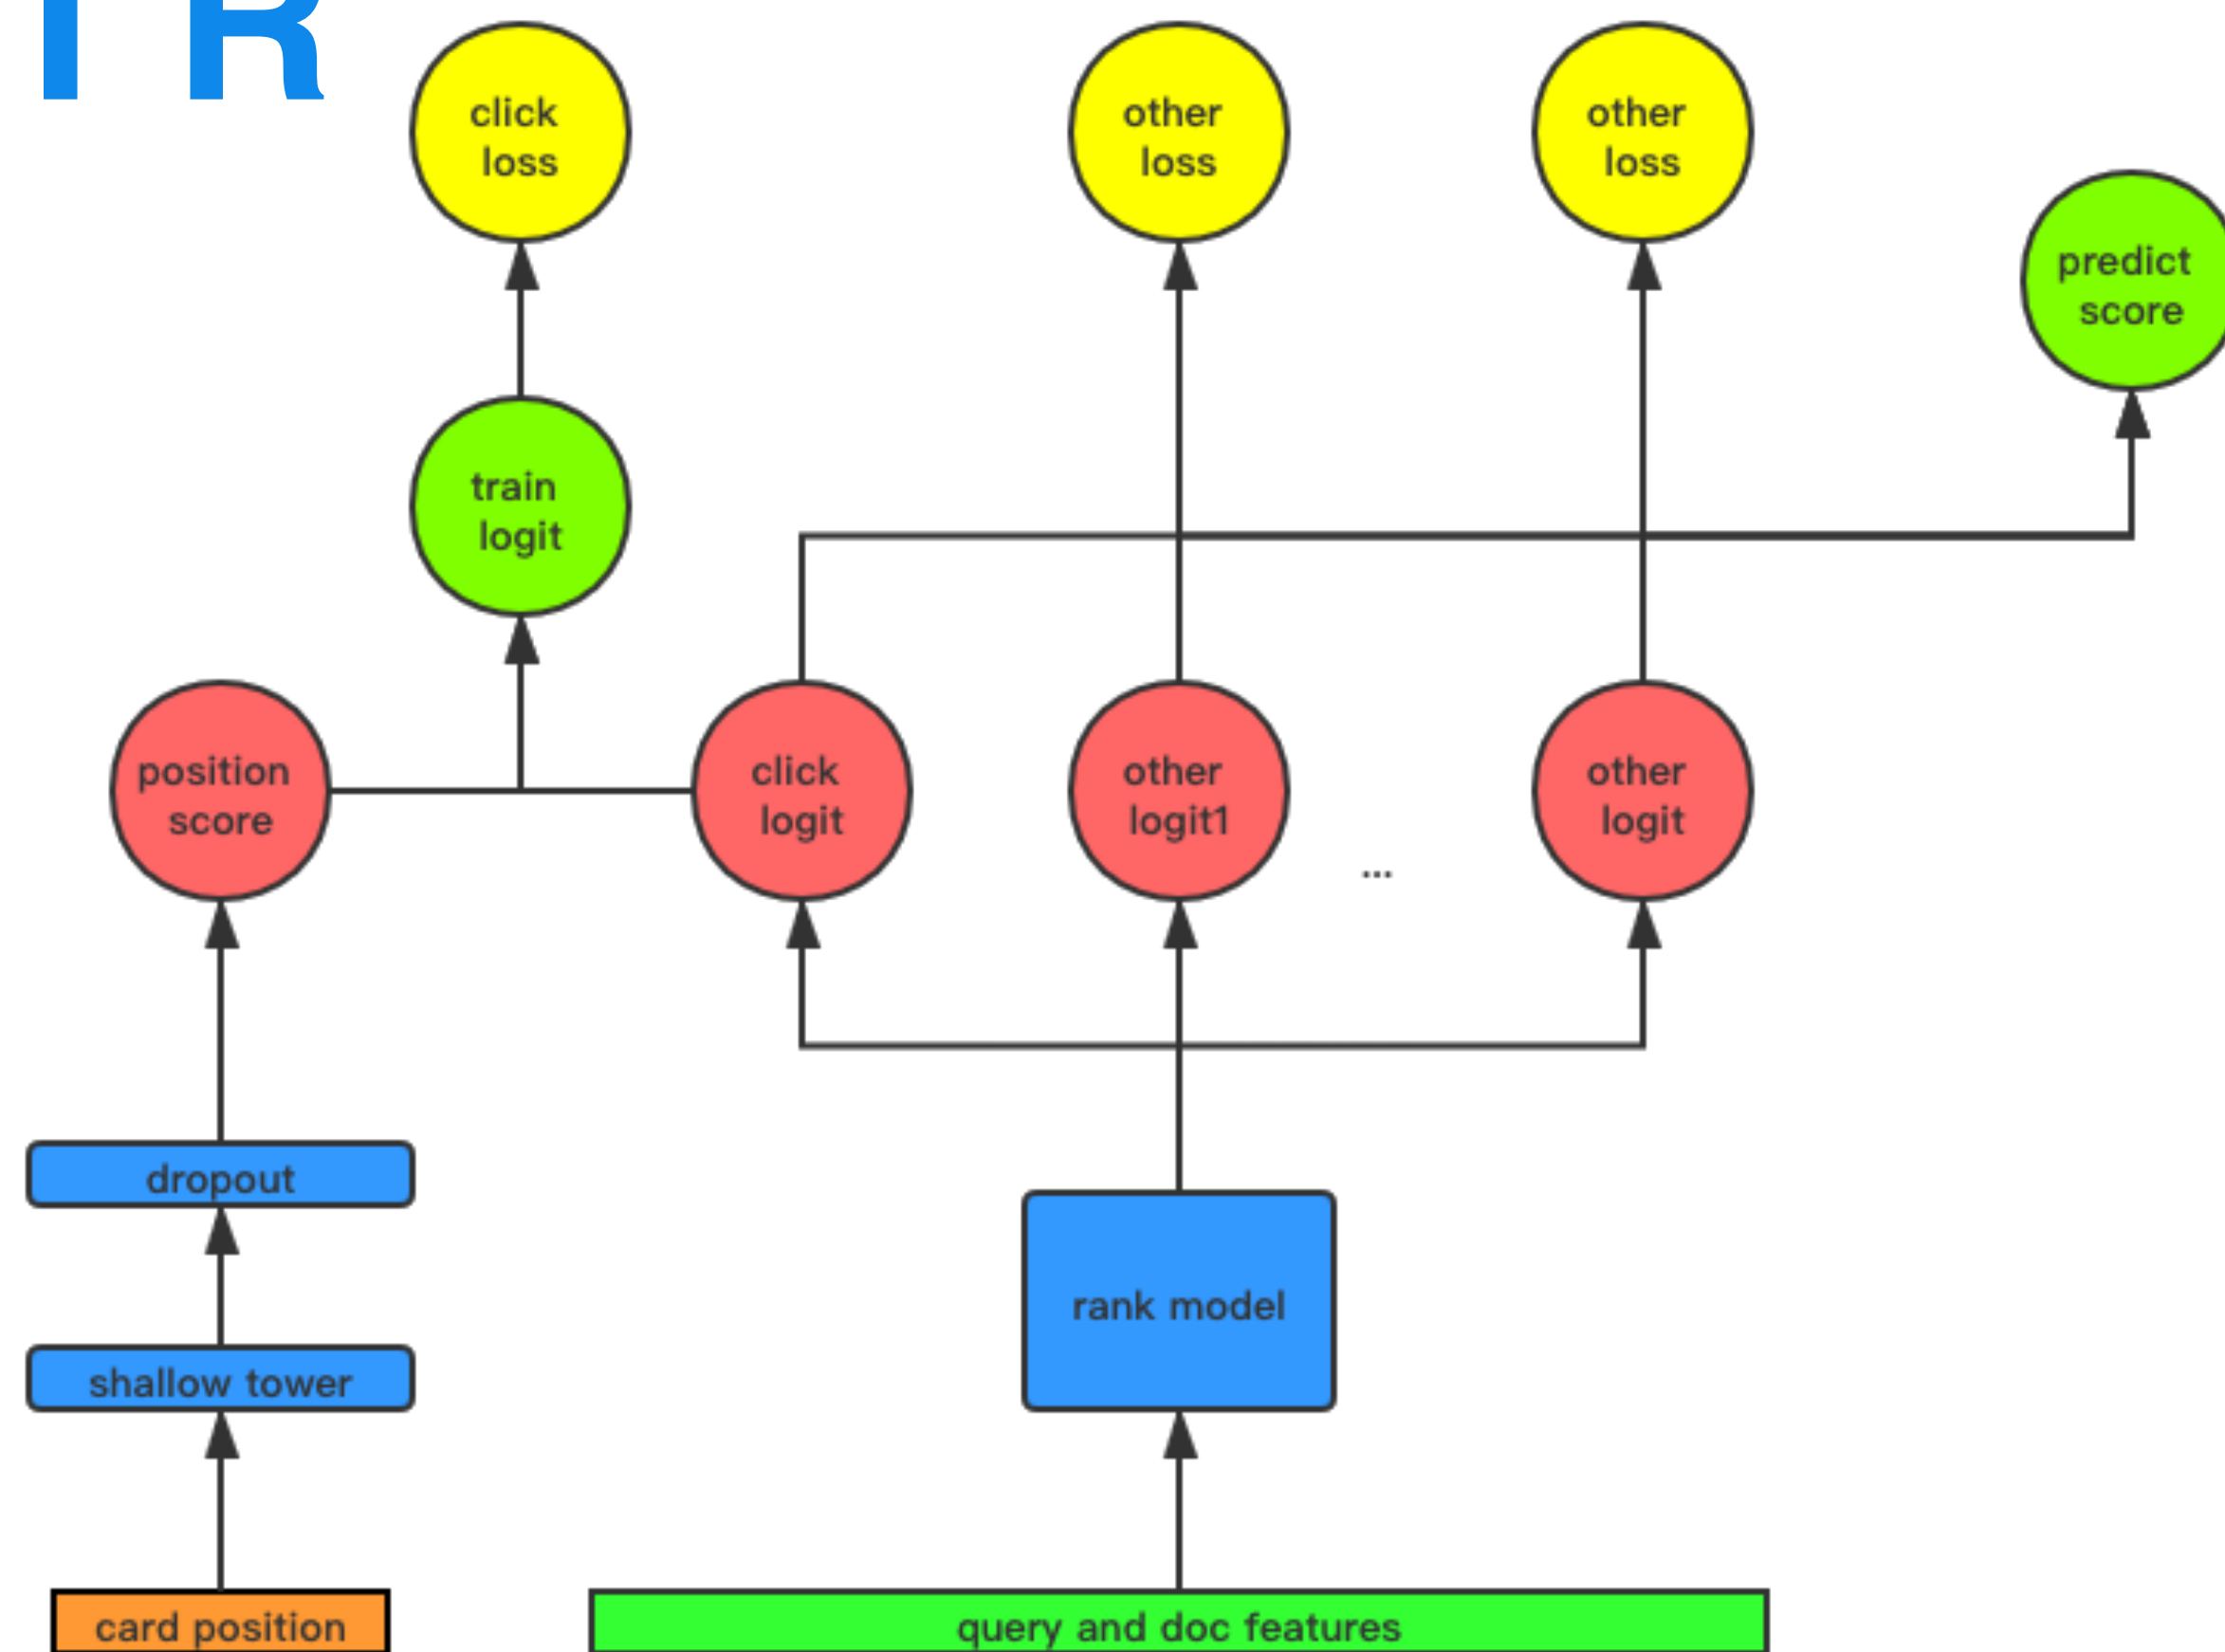 click
loss
other
loss
other
loss
predict
score
train
logit
position
score
click
logit
other
logit1
other
logit
...
dropout
rank model
shallow tower
card position
query and doc features